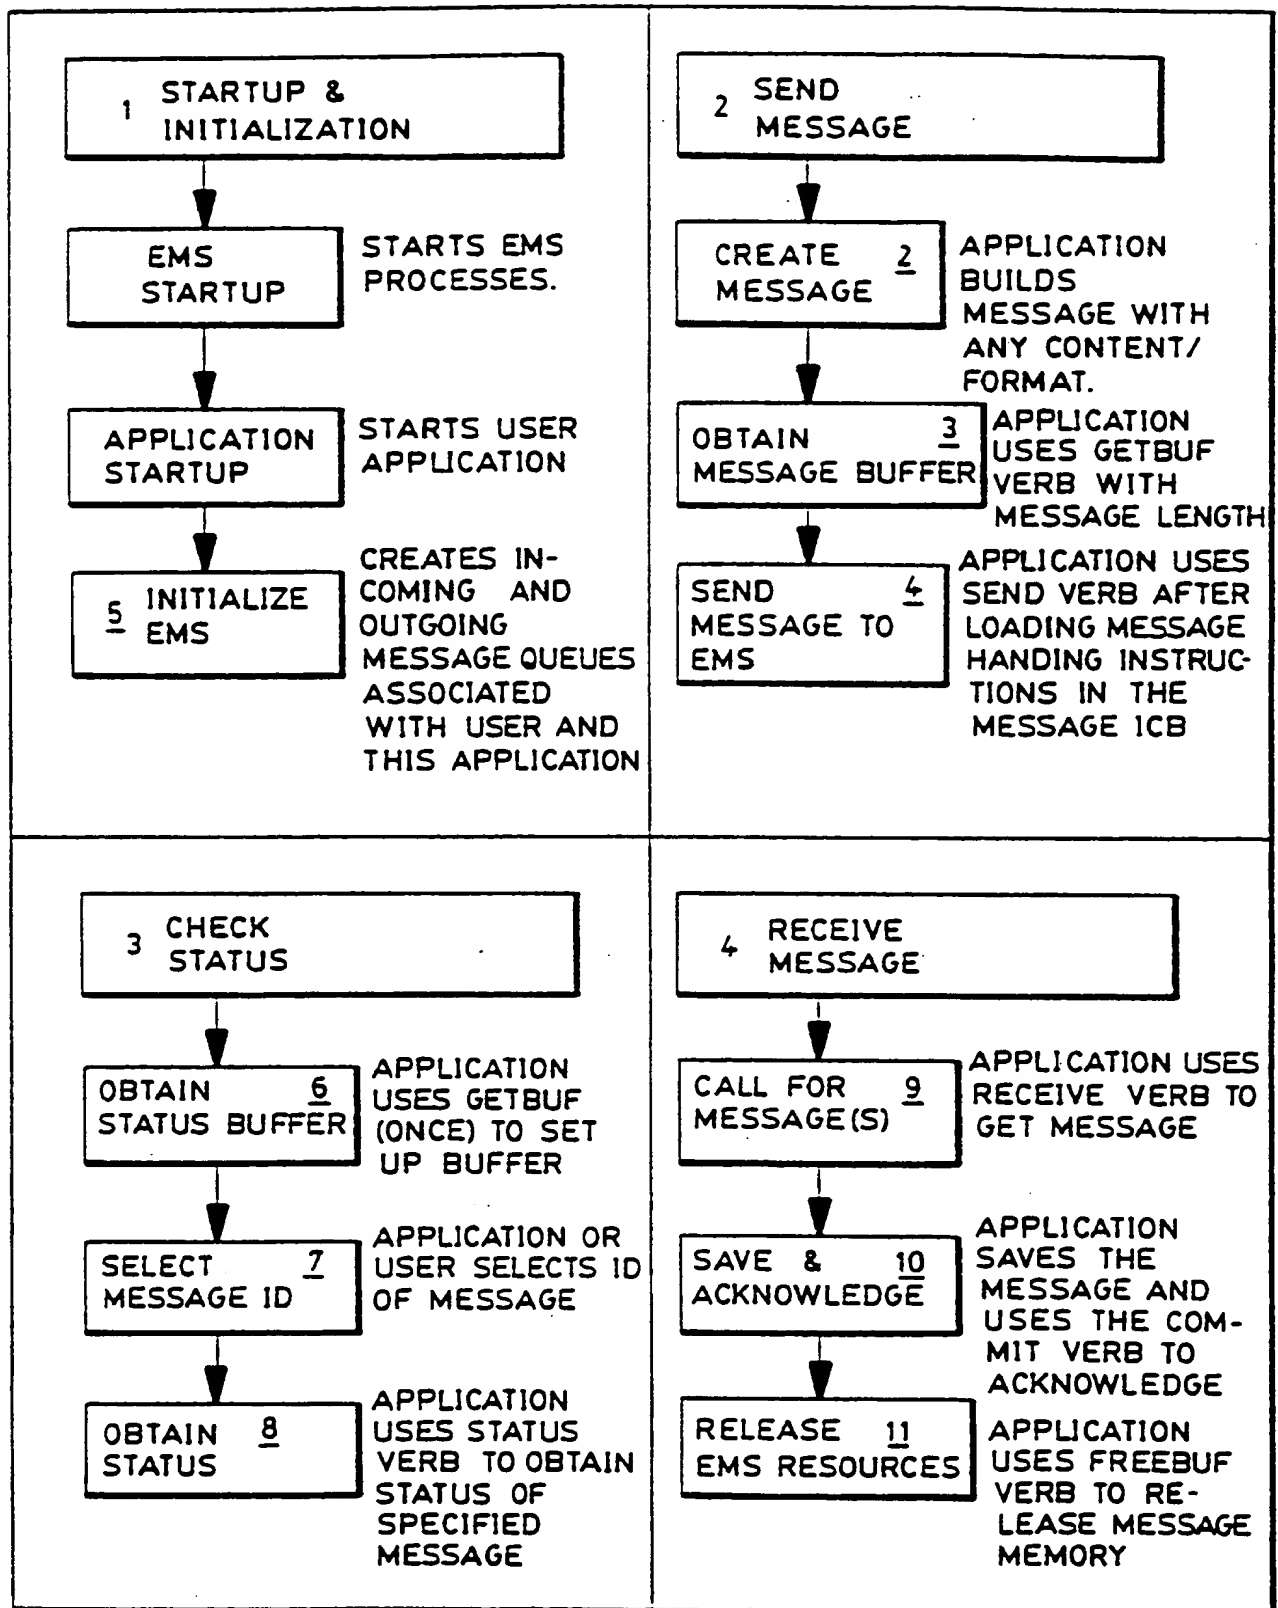 1 STARTUP &
INITIALIZATION
EMS
STARTUP
STARTS EMS
PROCESSES.
APPLICATION
STARTUP
STARTS USER
APPLICATION
5 INITIALIZE
EMS
CREATES IN-
COMING AND
OUTGOING
MESSAGE QUEUES
ASSOCIATED
WITH USER AND
THIS APPLICATION
2 SEND
MESSAGE
CREATE 2
MESSAGE
APPLICATION
BUILDS
MESSAGE WITH
ANY CONTENT/
FORMAT.
OBTAIN 3
MESSAGE BUFFER
APPLICATION
USES GETBUF
VERB WITH
MESSAGE LENGTH
SEND 4
MESSAGE TO
EMS
APPLICATION USES
SEND VERB AFTER
LOADING MESSAGE
HANDING INSTRUC-
TIONS IN THE
MESSAGE ICB
3 CHECK
STATUS
OBTAIN 6
STATUS BUFFER
APPLICATION
USES GETBUF
(ONCE) TO SET
UP BUFFER
SELECT 7
MESSAGE ID
APPLICATION OR
USER SELECTS ID
OF MESSAGE
OBTAIN 8
STATUS
APPLICATION
USES STATUS
VERB TO OBTAIN
STATUS OF
SPECIFIED
MESSAGE
4 RECEIVE
MESSAGE
CALL FOR 9
MESSAGE(S)
APPLICATION USES
RECEIVE VERB TO
GET MESSAGE
SAVE & 10
ACKNOWLEDGE
APPLICATION
SAVES THE
MESSAGE AND
USES THE COM-
MIT VERB TO
ACKNOWLEDGE
RELEASE 11
EMS RESOURCES
APPLICATION
USES FREEBUF
VERB TO RE-
LEASE MESSAGE
MEMORY